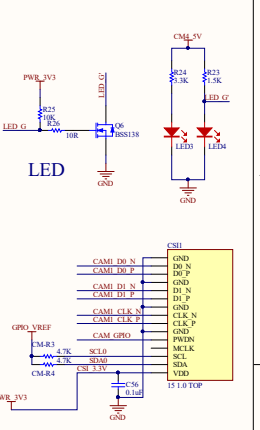 CM4_5V
R24
3.3K
R23
1.5K
LED_G'
LED_G'
PWR_3V3
R25
10K
R26
LED_G
10R
Q6
BSS138
LED3
LED4
LED
GND
GND
CSI1
GND
CAM1_D0_N
D0_N
CAM1_D0_P
D0_P
GND
CAM1_D1_N
D1_N
CAM1_D1_P
D1_P
GND
CAM1_CLK_N
CLK_N
CAM1_CLK_P
CLK_P
GPIO_VREF
GND
CAM_GPIO
PWDN
MCLK
CM-R3
4.7K
SCL0
SCL
4.7K
SDA0
SDA
CM-R4
CSI_3.3V
VDD
C56
0.1uF
15 1.0 TOP
WR_3V3
GND